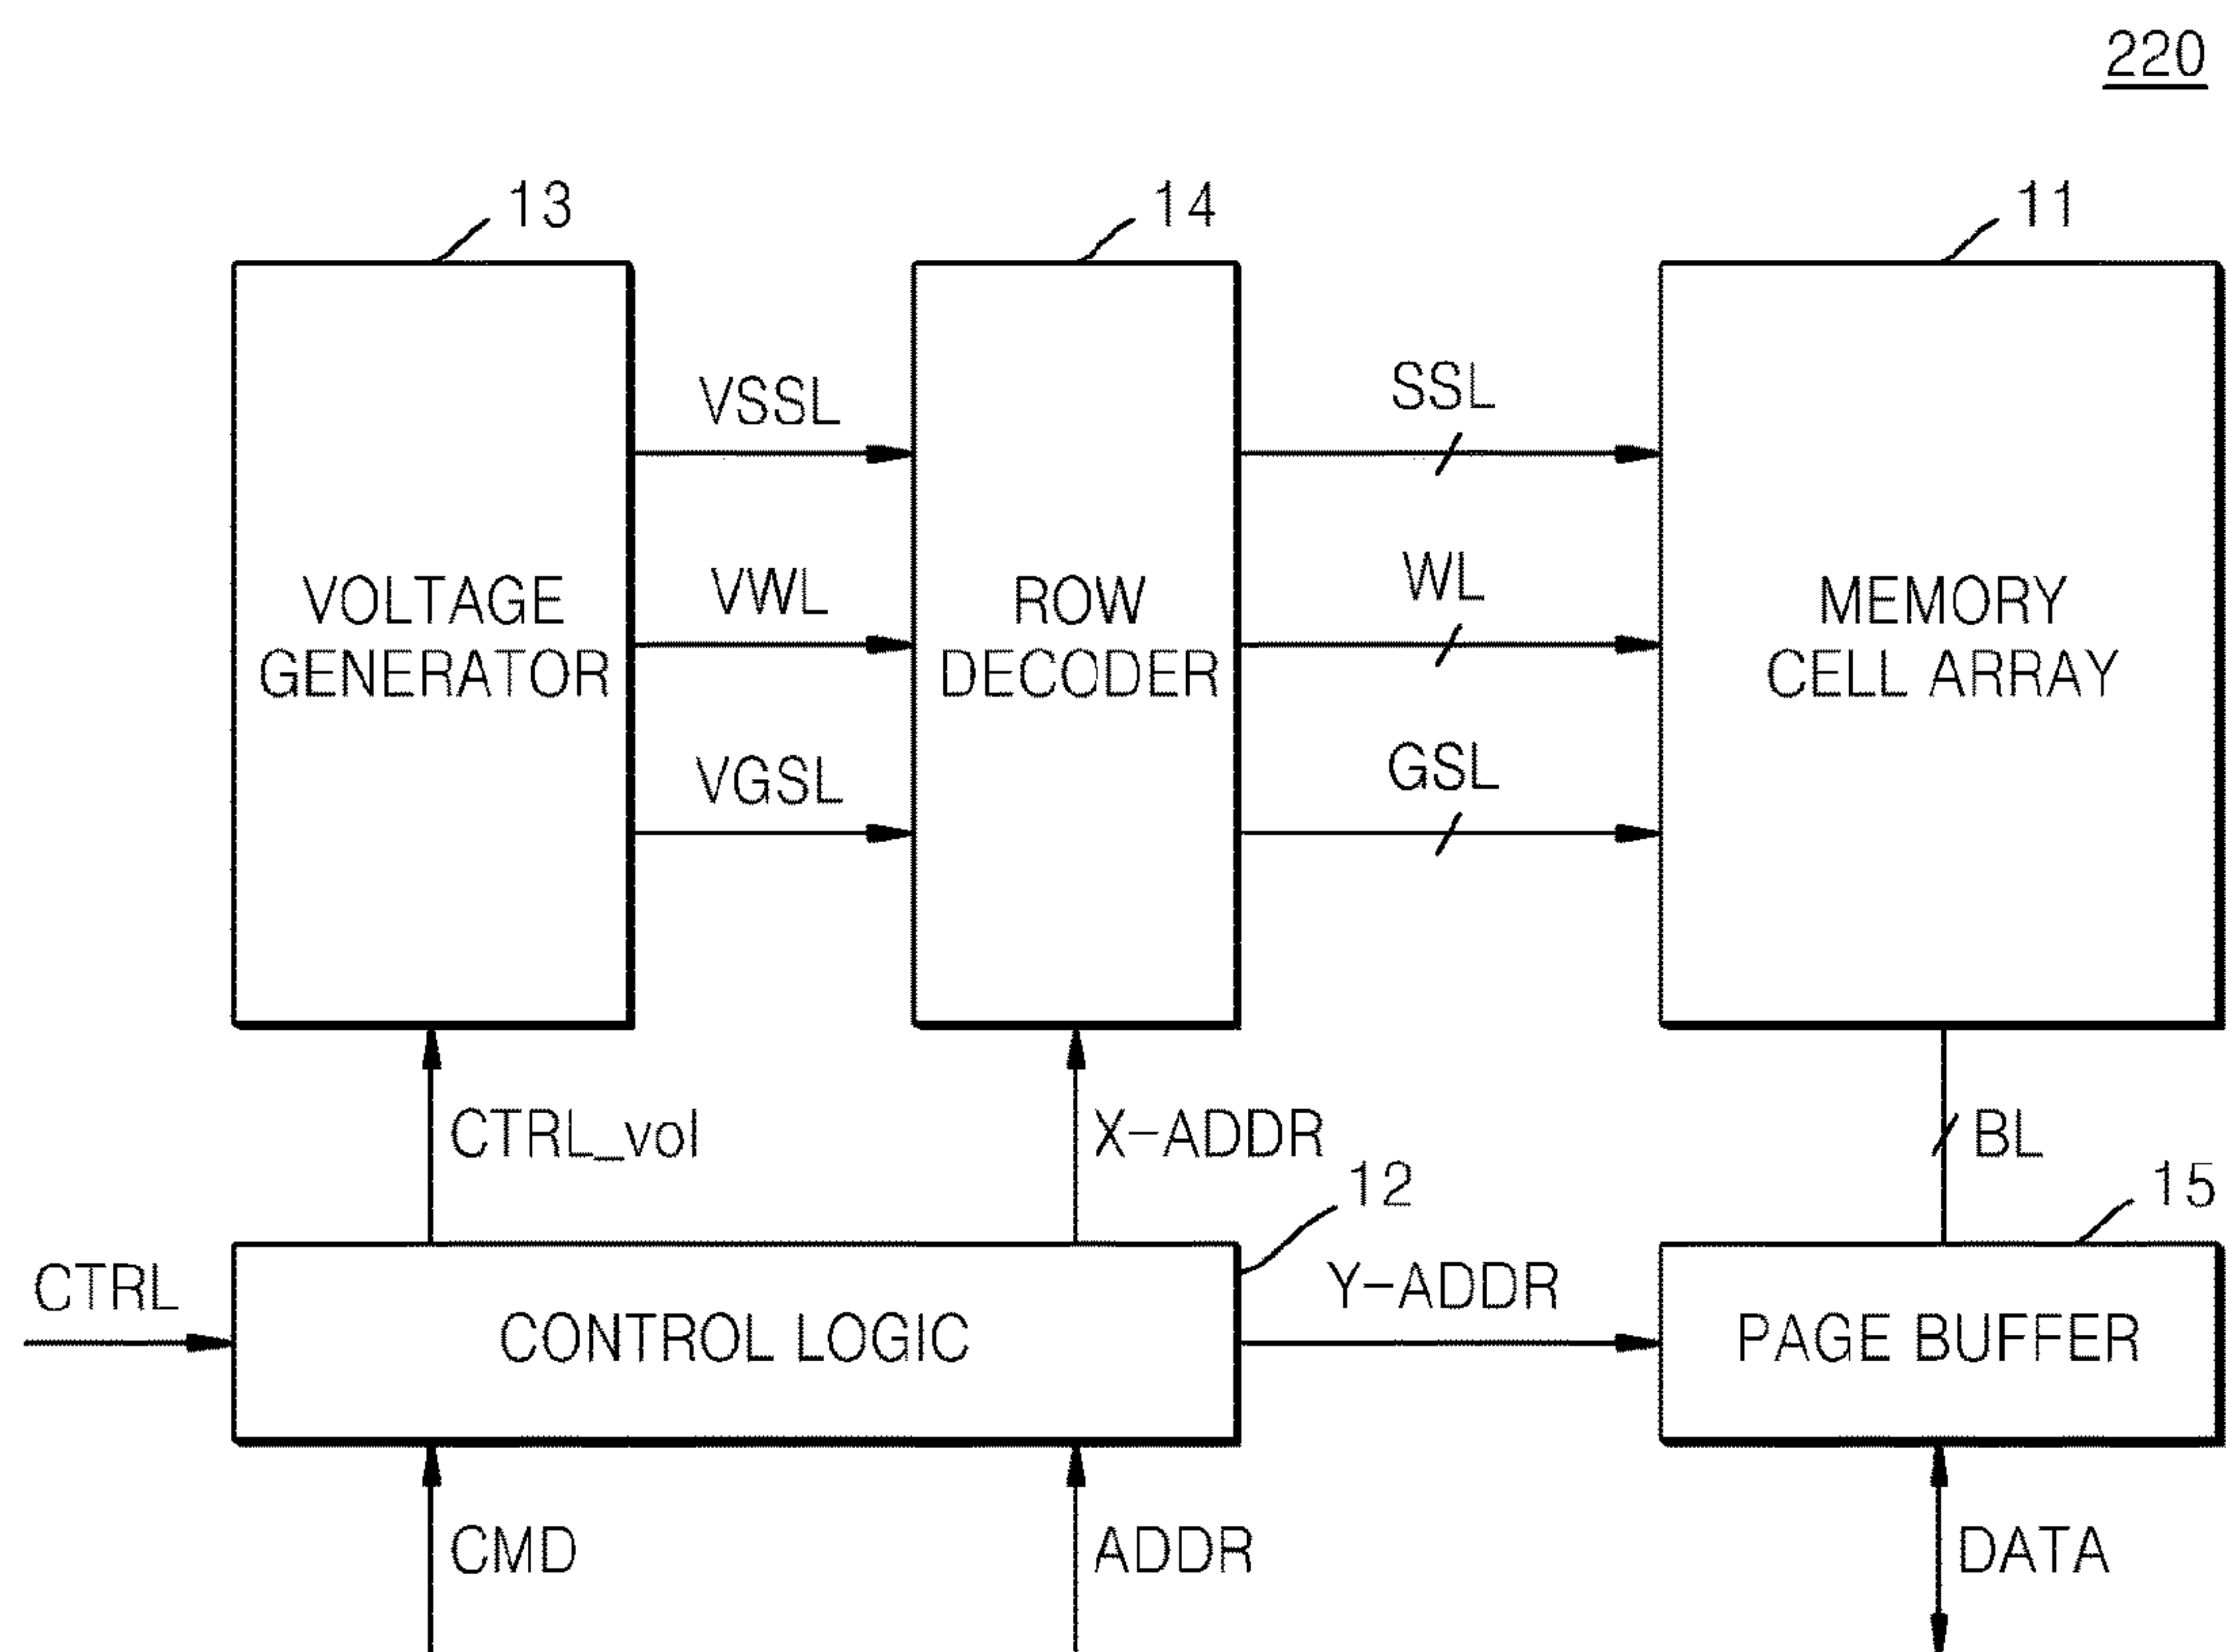 220
13
14
11
VSSL
SSL
VOLTAGE
GENERATOR
VWL
ROW
DECODER
WL
MEMORY
CELL ARRAY
VGSL
GSL
CTRL_vol
X-ADDR
BL
12
15
CTRL
CONTROL LOGIC
Y-ADDR
PAGE BUFFER
CMD
ADDR
DATA